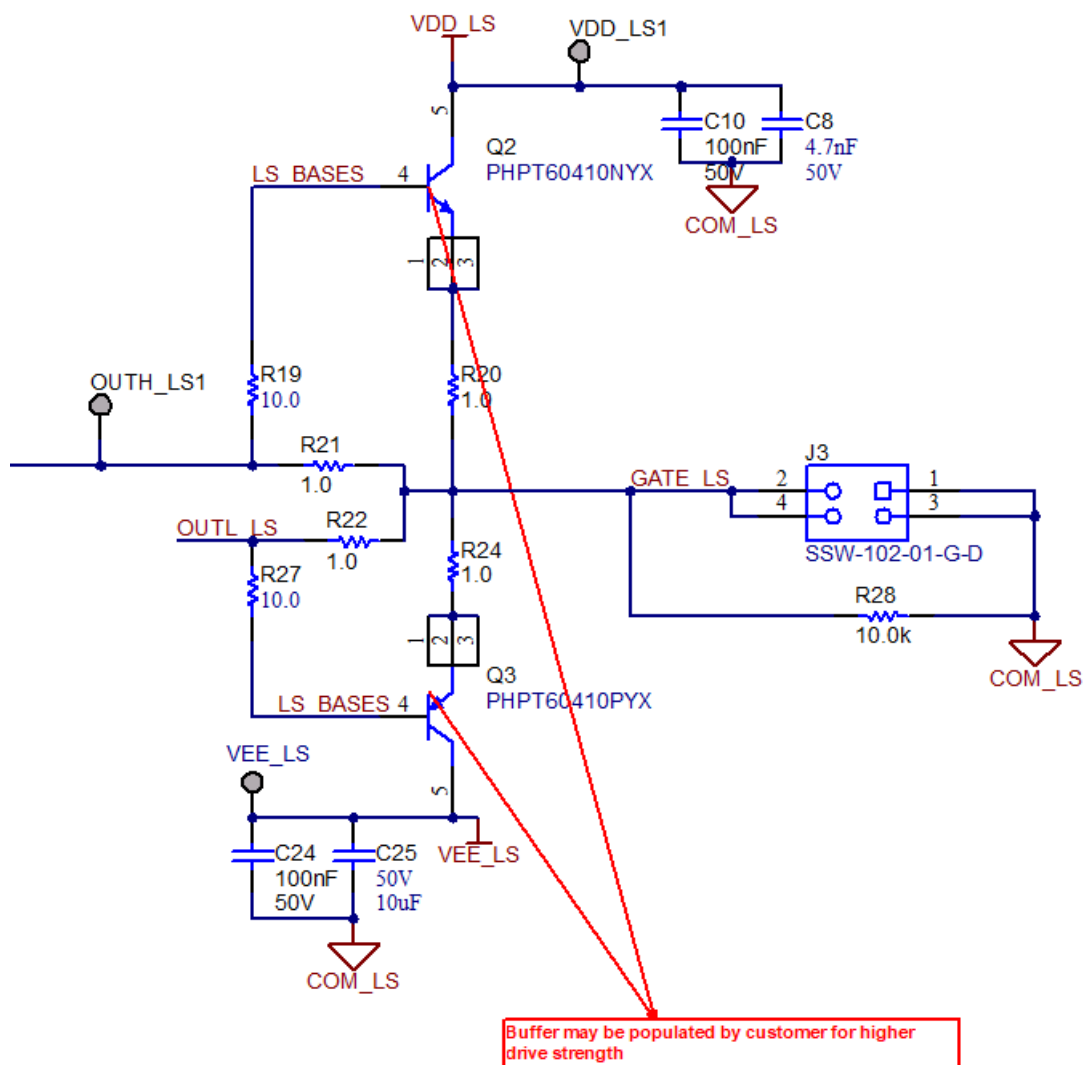 VDD_LS
VDD_LS1
5
C10
100nF
50V
C8
4.7nF
50V
COM_LS
Q2
PHPT60410NYX
LS_BASES
4
1
2
3
OUTH_LS1
R19
10.0
R20
1.0
R21
1.0
GATE_LS
J3
2
4
1
3
SSW-102-01-G-D
OUTL_LS
R22
1.0
R27
10.0
R24
1.0
R28
10.0k
COM_LS
1
2
3
Q3
PHPT60410PYX
LS_BASES
4
VEE_LS
5
C24
100nF
50V
C25
50V
10uF
VEE_LS
COM_LS
Buffer may be populated by customer for higher
drive strength